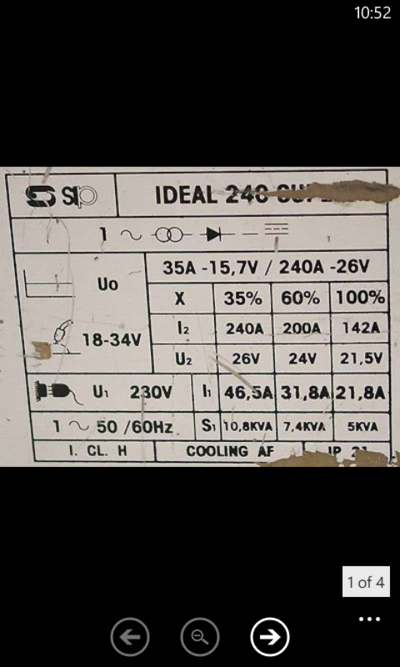 10:52
SIP IDEAL 240
1
35A -15,7V / 240A -26V
Uo
X 35% 60% 100%
I2 240A 200A 142A
18-34V
U2 26V 24V 21,5V
U1 230V I1 46,5A 31,8A 21,8A
1 ~ 50 /60Hz S1 10,8KVA 7,4KVA 5KVA
I. CL. H COOLING AF IP
1 of 4